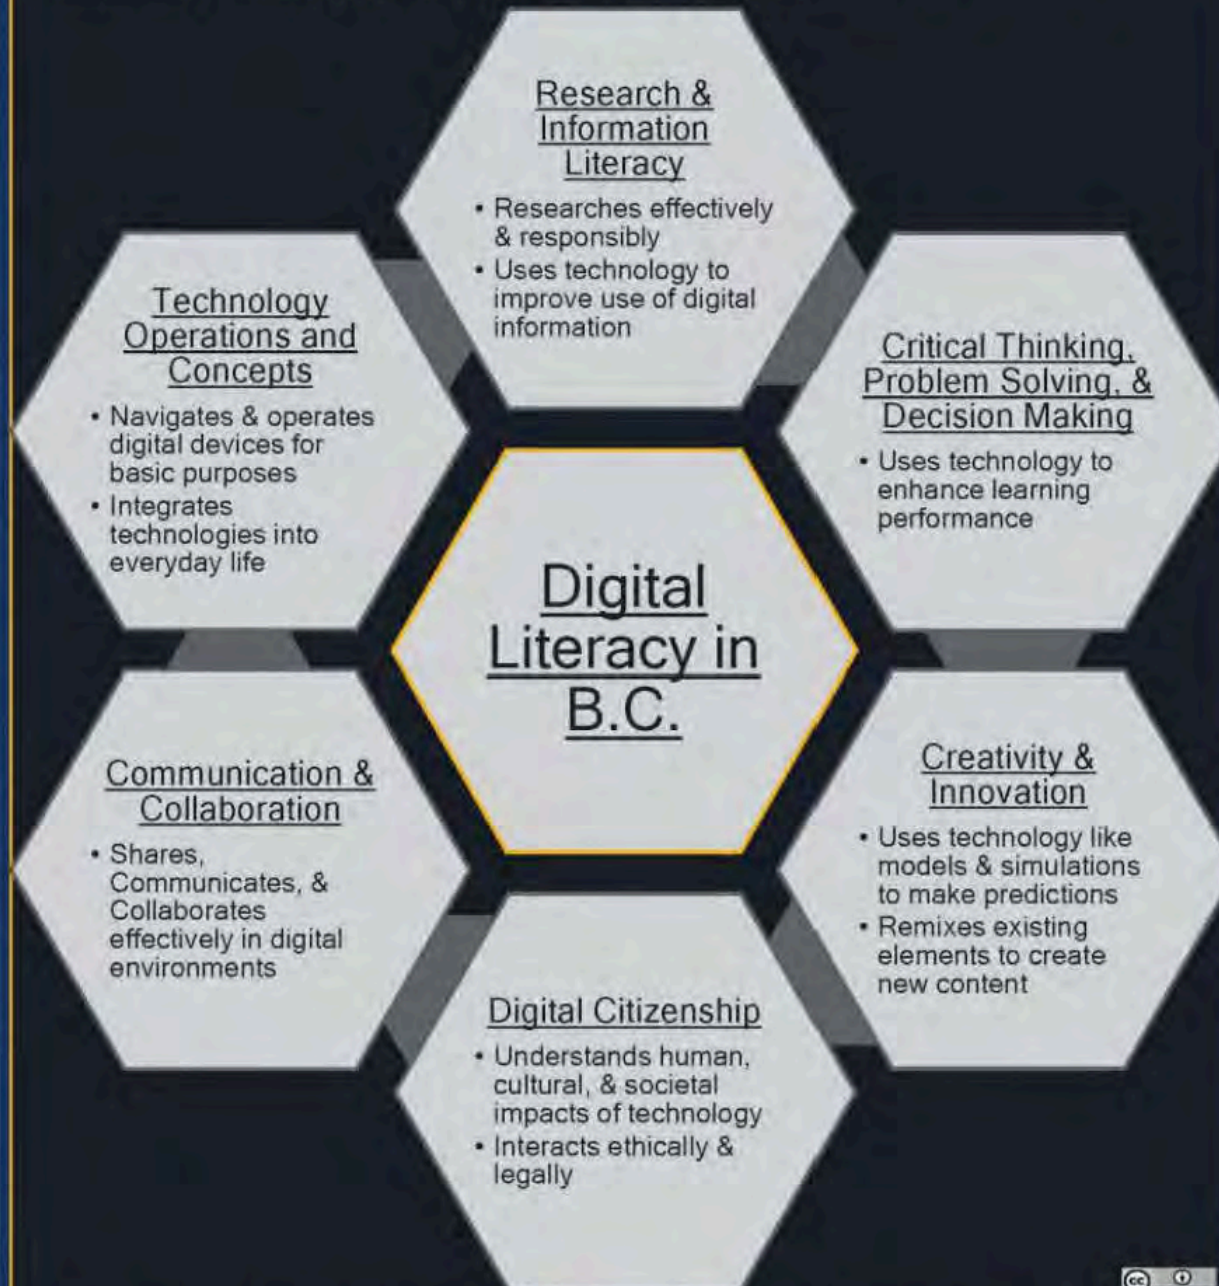 Research &
Information
Literacy
• Researches effectively
& responsibly
• Uses technology to
improve use of digital
information
Technology
Operations and
Concepts
• Navigates & operates
digital devices for
basic purposes
• Integrates
technologies into
everyday life
Critical Thinking,
Problem Solving, &
Decision Making
• Uses technology to
enhance learning
performance
Digital
Literacy in
B.C.
Communication &
Collaboration
• Shares,
Communicates, &
Collaborates
effectively in digital
environments
Creativity &
Innovation
• Uses technology like
models & simulations
to make predictions
• Remixes existing
elements to create
new content
Digital Citizenship
• Understands human,
cultural, & societal
impacts of technology
• Interacts ethically &
legally
cc